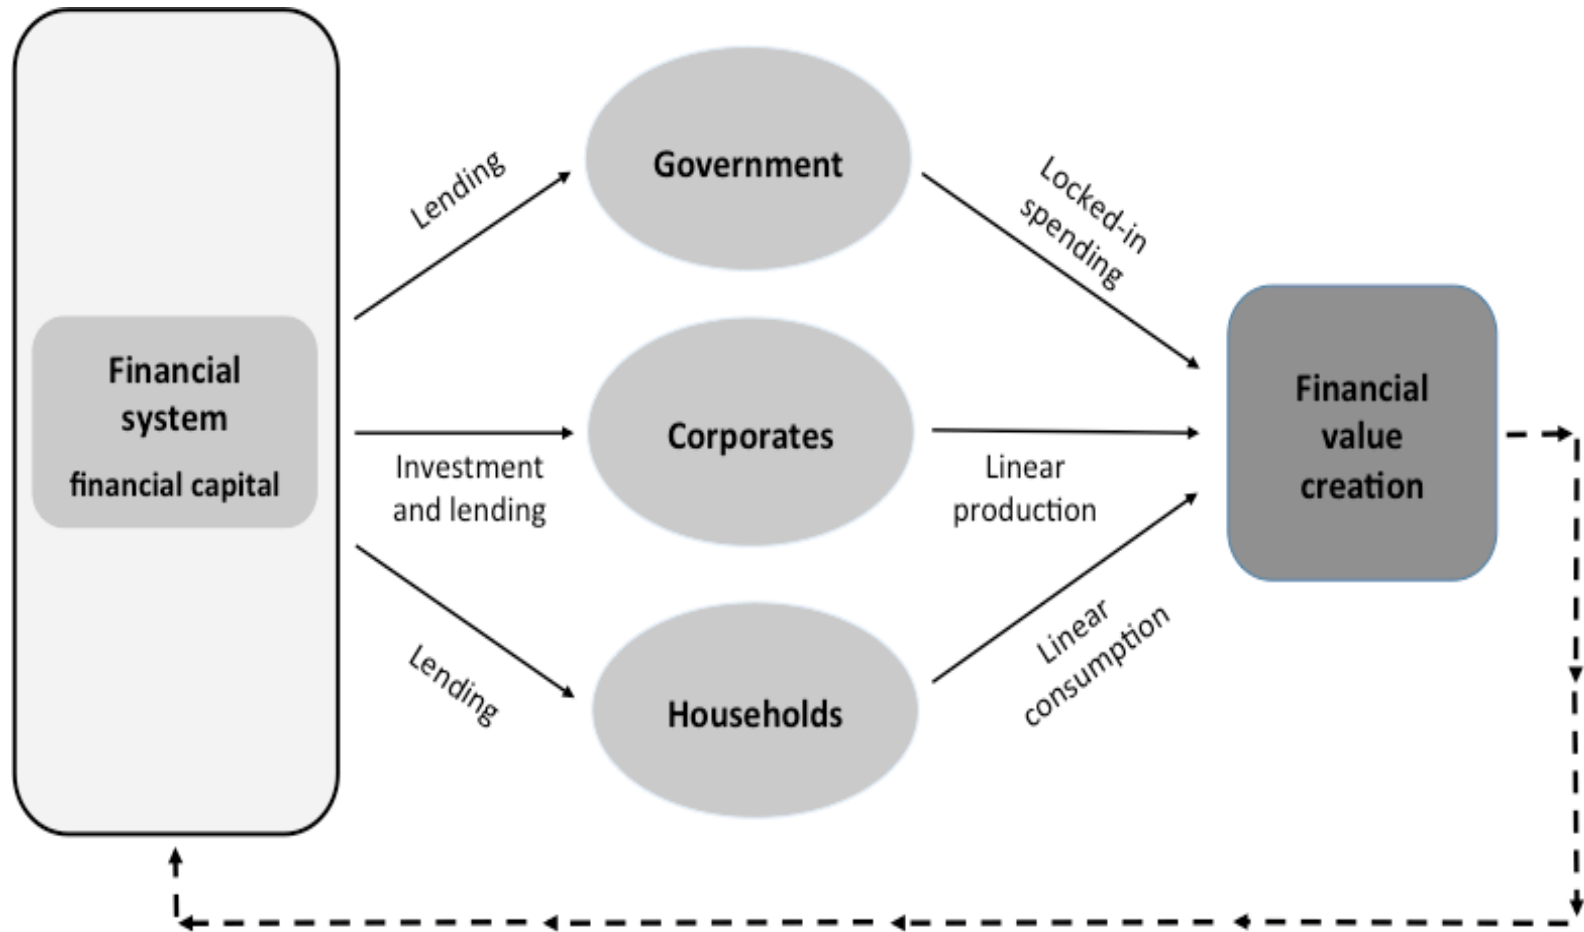 Financial
system
financial capital
Lending
Investment
and lending
Lending
Government
Corporates
Households
Locked-in
spending
Linear
production
Linear
consumption
Financial
value
creation